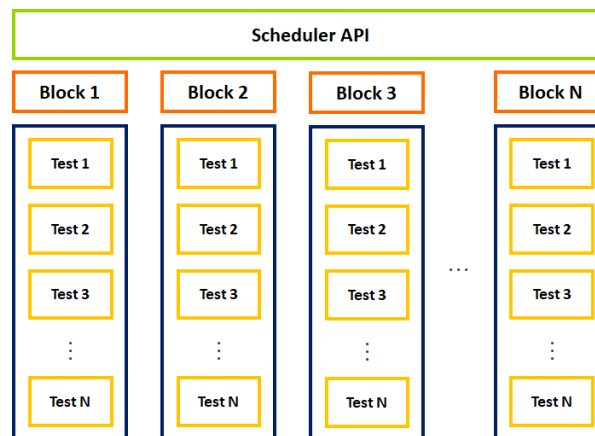 Scheduler API
Block 1 Block 2 Block 3 Block N
Test 1 Test 1 Test 1 Test 1
Test 2 Test 2 Test 2 Test 2
...
Test 3 Test 3 Test 3 Test 3
⋮ ⋮ ⋮ ⋮
Test N Test N Test N Test N